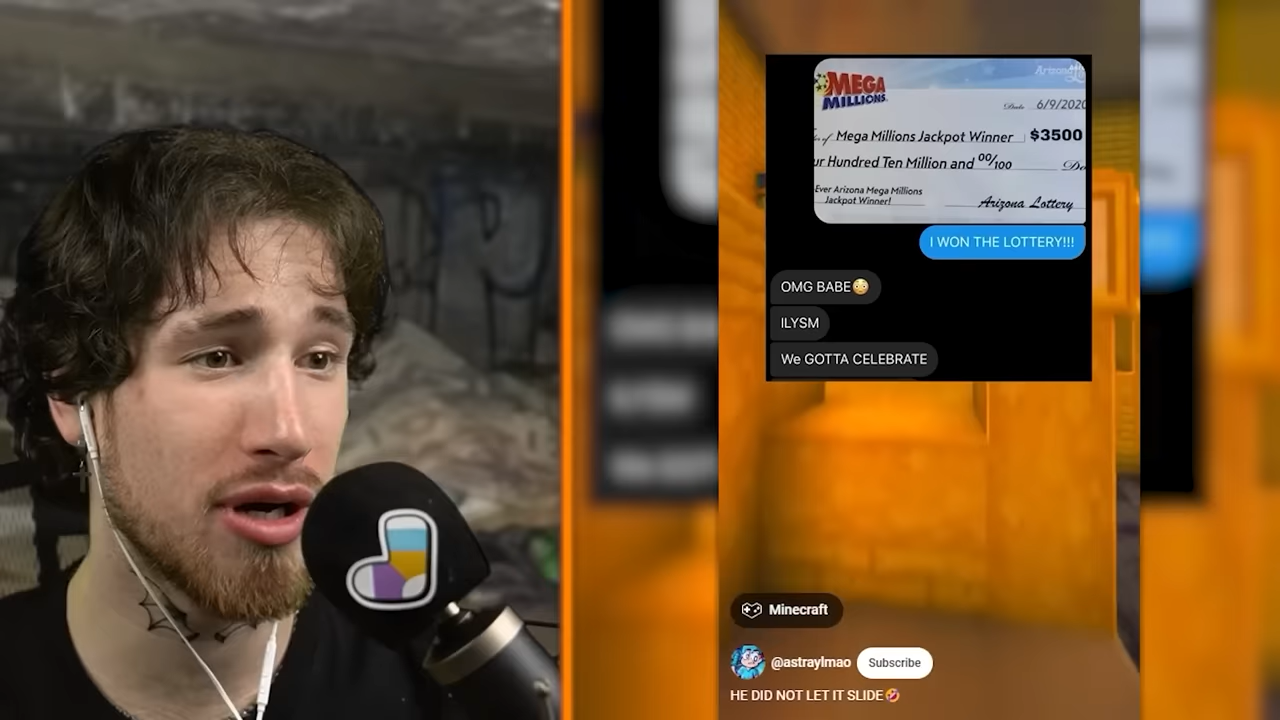 Arizona
MEGA
MILLIONS
Date 6/9/2020
of Mega Millions Jackpot Winner $3500
ur Hundred Ten Million and 00/100
Ever Arizona Mega Millions
Jackpot Winner!
Arizona Lottery
I WON THE LOTTERY!!!
OMG BABE😳
ILYSM
We GOTTA CELEBRATE
Minecraft
@astraylmao Subscribe
HE DID NOT LET IT SLIDE🤣